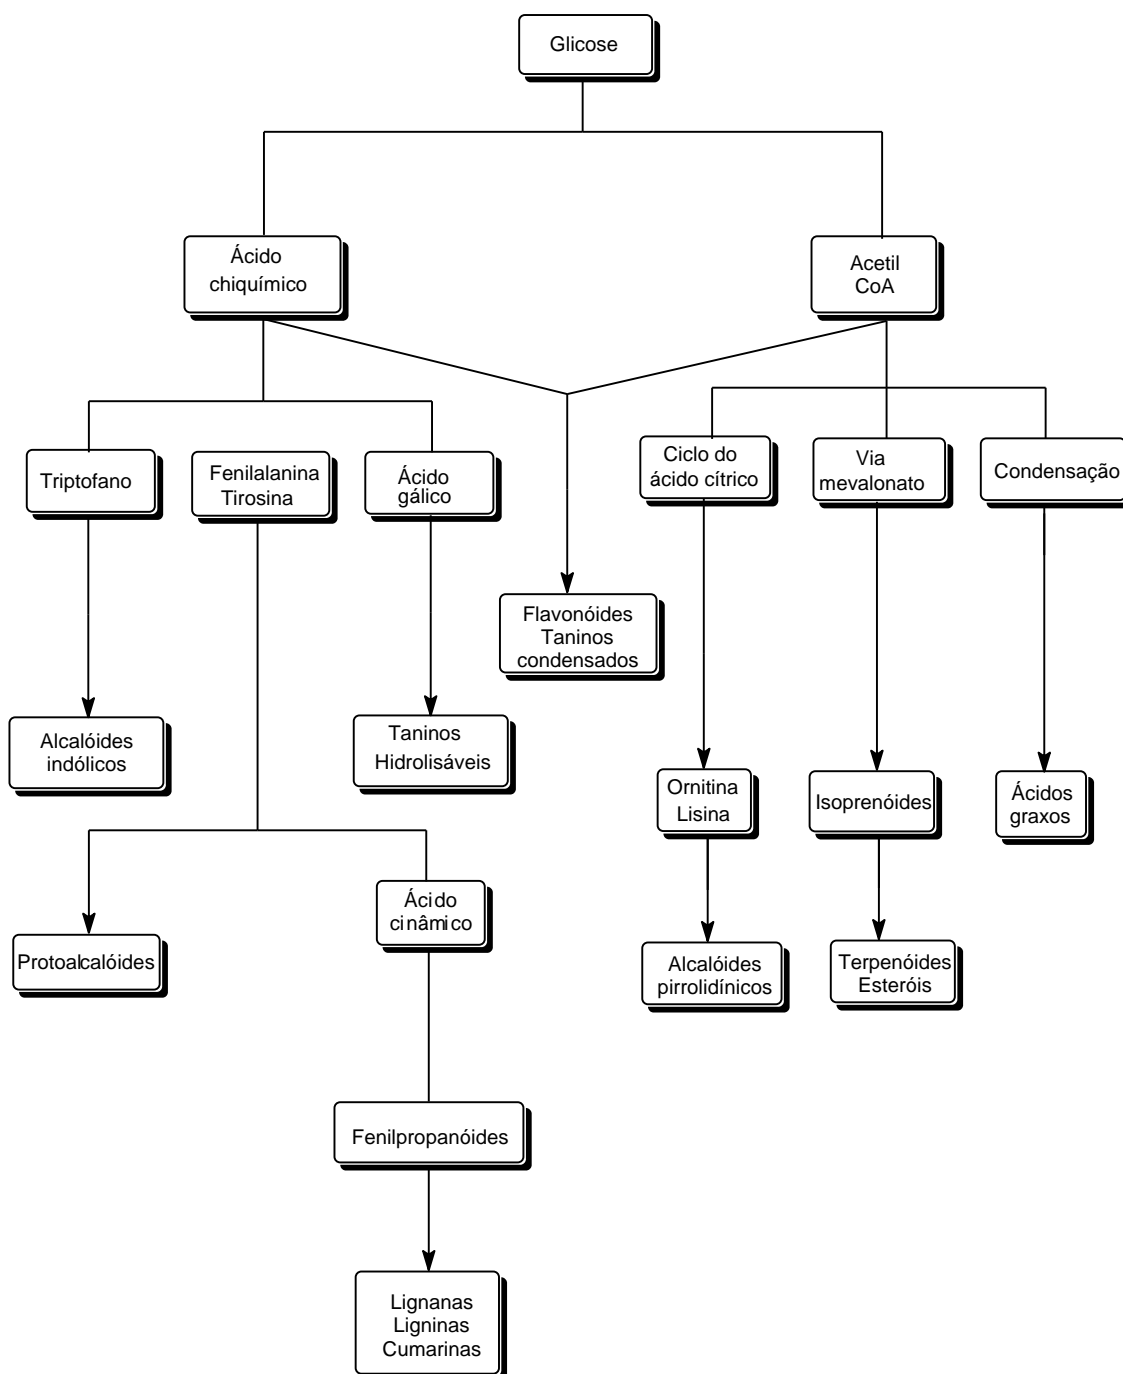 Glicose
Ácido
chiquímico
Acetil
CoA
Triptofano
Fenilalanina
Tirosina
Ácido
gálico
Ciclo do
ácido cítrico
Via
mevalonato
Condensação
Flavonóides
Taninos
condensados
Alcalóides
indólicos
Taninos
Hidrolisáveis
Ornitina
Lisina
Isoprenóides
Ácidos
graxos
Protoalcalóides
Ácido
cinâmico
Alcalóides
pirrolidínicos
Terpenóides
Esteróis
Fenilpropanóides
Lignanas
Ligninas
Cumarinas